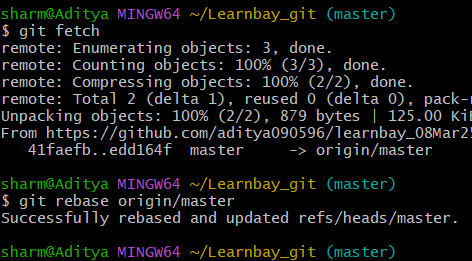 sharm@Aditya MINGW64 ~/Learnbay_git (master)
$ git fetch
remote: Enumerating objects: 3, done.
remote: Counting objects: 100% (3/3), done.
remote: Compressing objects: 100% (2/2), done.
remote: Total 2 (delta 1), reused 0 (delta 0), pack-r
Unpacking objects: 100% (2/2), 879 bytes | 125.00 KiB
From https://github.com/aditya090596/learnbay_08Mar25
   41faefb..edd164f  master     -> origin/master

sharm@Aditya MINGW64 ~/Learnbay_git (master)
$ git rebase origin/master
Successfully rebased and updated refs/heads/master.

sharm@Aditya MINGW64 ~/Learnbay_git (master)